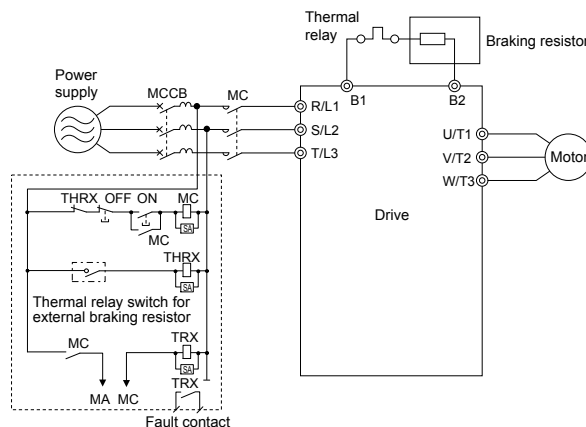 Thermal
relay
Braking resistor
Power
supply
MCCB
MC
B1
B2
R/L1
S/L2
T/L3
U/T1
V/T2
W/T3
Motor
Drive
THRX
OFF
ON
MC
SA
MC
THRX
SA
Thermal relay switch for
external braking resistor
MC
TRX
SA
MA
MC
TRX
Fault contact